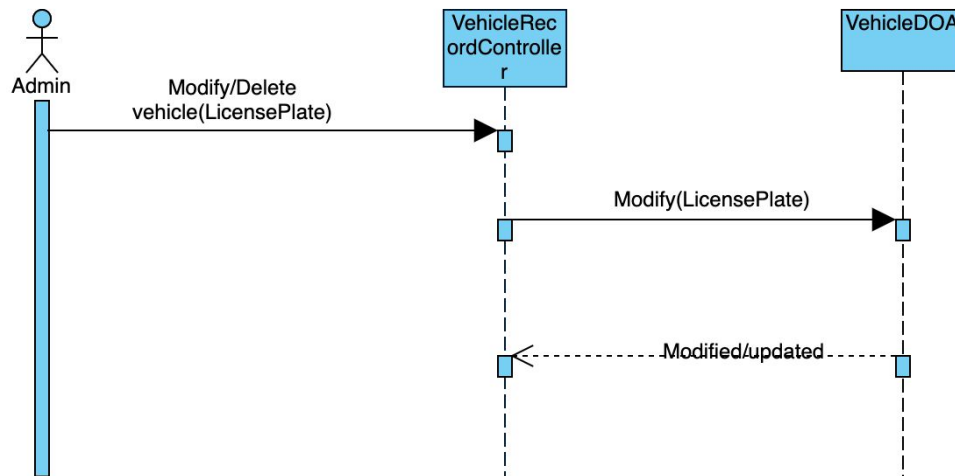 VehicleRec
ordControlle
r
VehicleDOA
Admin
Modify/Delete
vehicle(LicensePlate)
Modify(LicensePlate)
Modified/updated